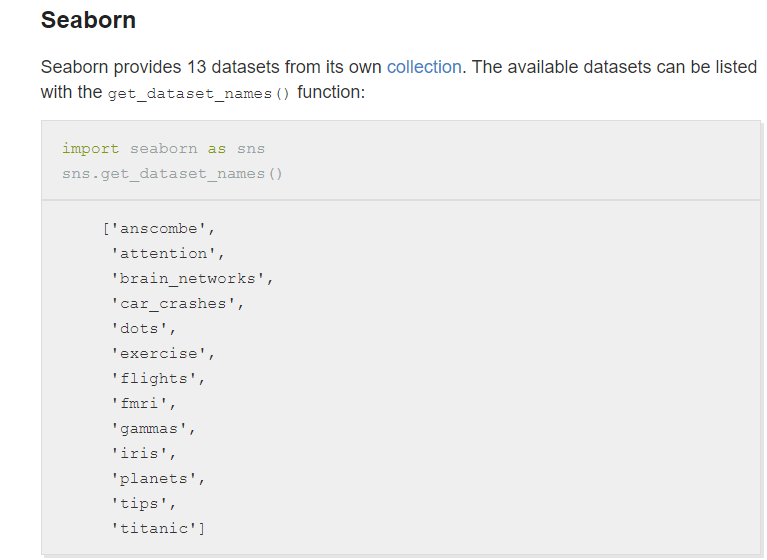 Seaborn
Seaborn provides 13 datasets from its own collection. The available datasets can be listed
with the get_dataset_names() function:
import seaborn as sns
sns.get_dataset_names()
['anscombe',
'attention',
'brain_networks',
'car_crashes',
'dots',
'exercise',
'flights',
'fmri',
'gammas',
'iris',
'planets',
'tips',
'titanic']